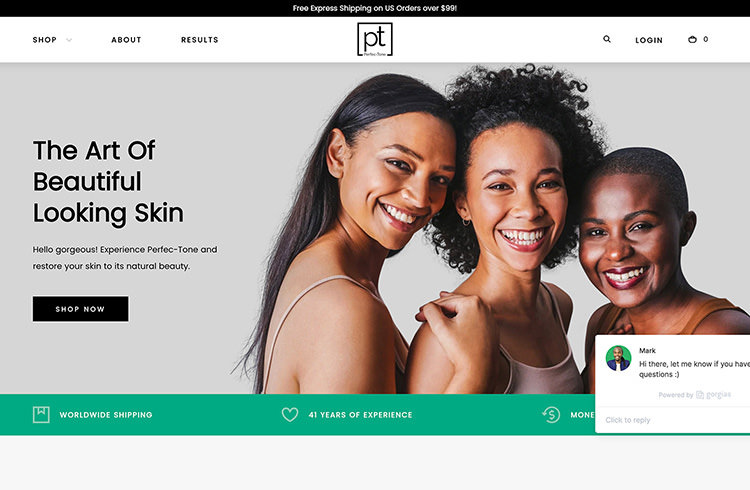 Free Express Shipping on US Orders over $99!
SHOP
ABOUT
RESULTS
pt
Perfec-Tone
LOGIN
0
The Art Of
Beautiful
Looking Skin
Hello gorgeous! Experience Perfec-Tone and
restore your skin to its natural beauty.
SHOP NOW
Mark
Hi there, let me know if you have
questions :)
Powered by gorgias
Click to reply
WORLDWIDE SHIPPING
41 YEARS OF EXPERIENCE
MONE